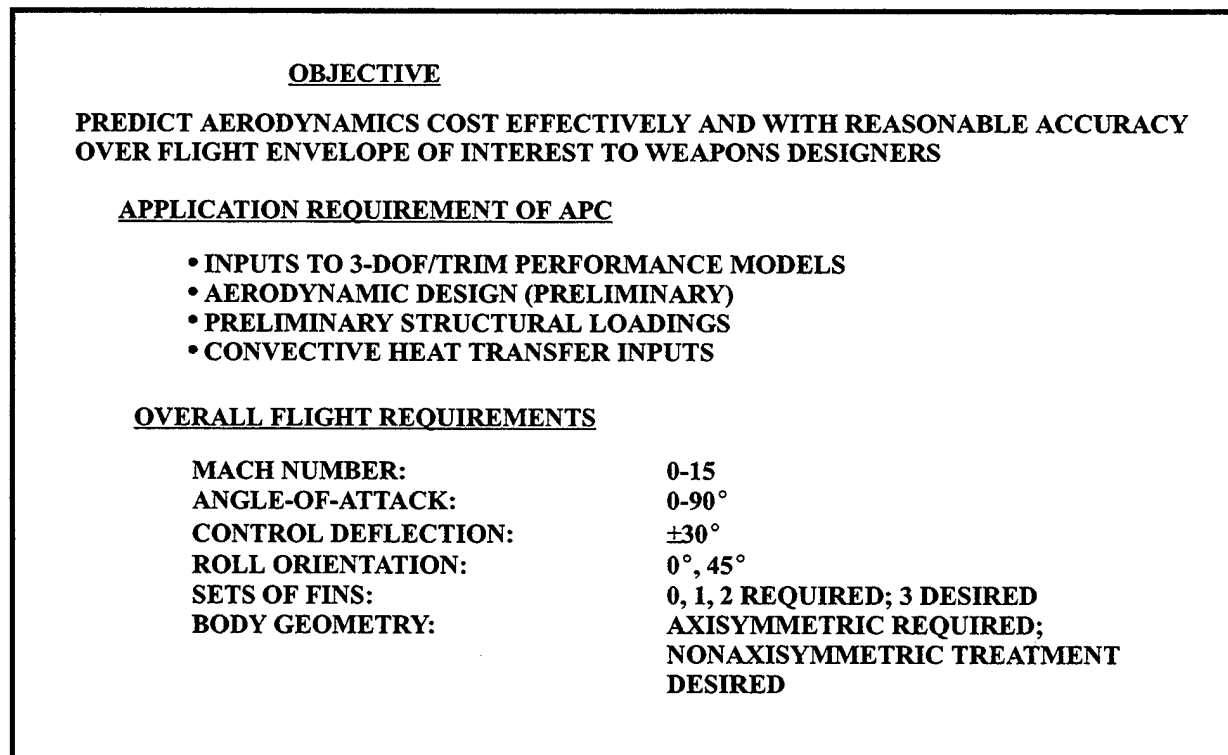 OBJECTIVE
PREDICT AERODYNAMICS COST EFFECTIVELY AND WITH REASONABLE ACCURACY
OVER FLIGHT ENVELOPE OF INTEREST TO WEAPONS DESIGNERS
APPLICATION REQUIREMENT OF APC
• INPUTS TO 3-DOF/TRIM PERFORMANCE MODELS
• AERODYNAMIC DESIGN (PRELIMINARY)
• PRELIMINARY STRUCTURAL LOADINGS
• CONVECTIVE HEAT TRANSFER INPUTS
OVERALL FLIGHT REQUIREMENTS
MACH NUMBER: 0-15
ANGLE-OF-ATTACK: 0-90°
CONTROL DEFLECTION: ±30°
ROLL ORIENTATION: 0°, 45°
SETS OF FINS: 0, 1, 2 REQUIRED; 3 DESIRED
BODY GEOMETRY: AXISYMMETRIC REQUIRED;
NONAXISYMMETRIC TREATMENT
DESIRED